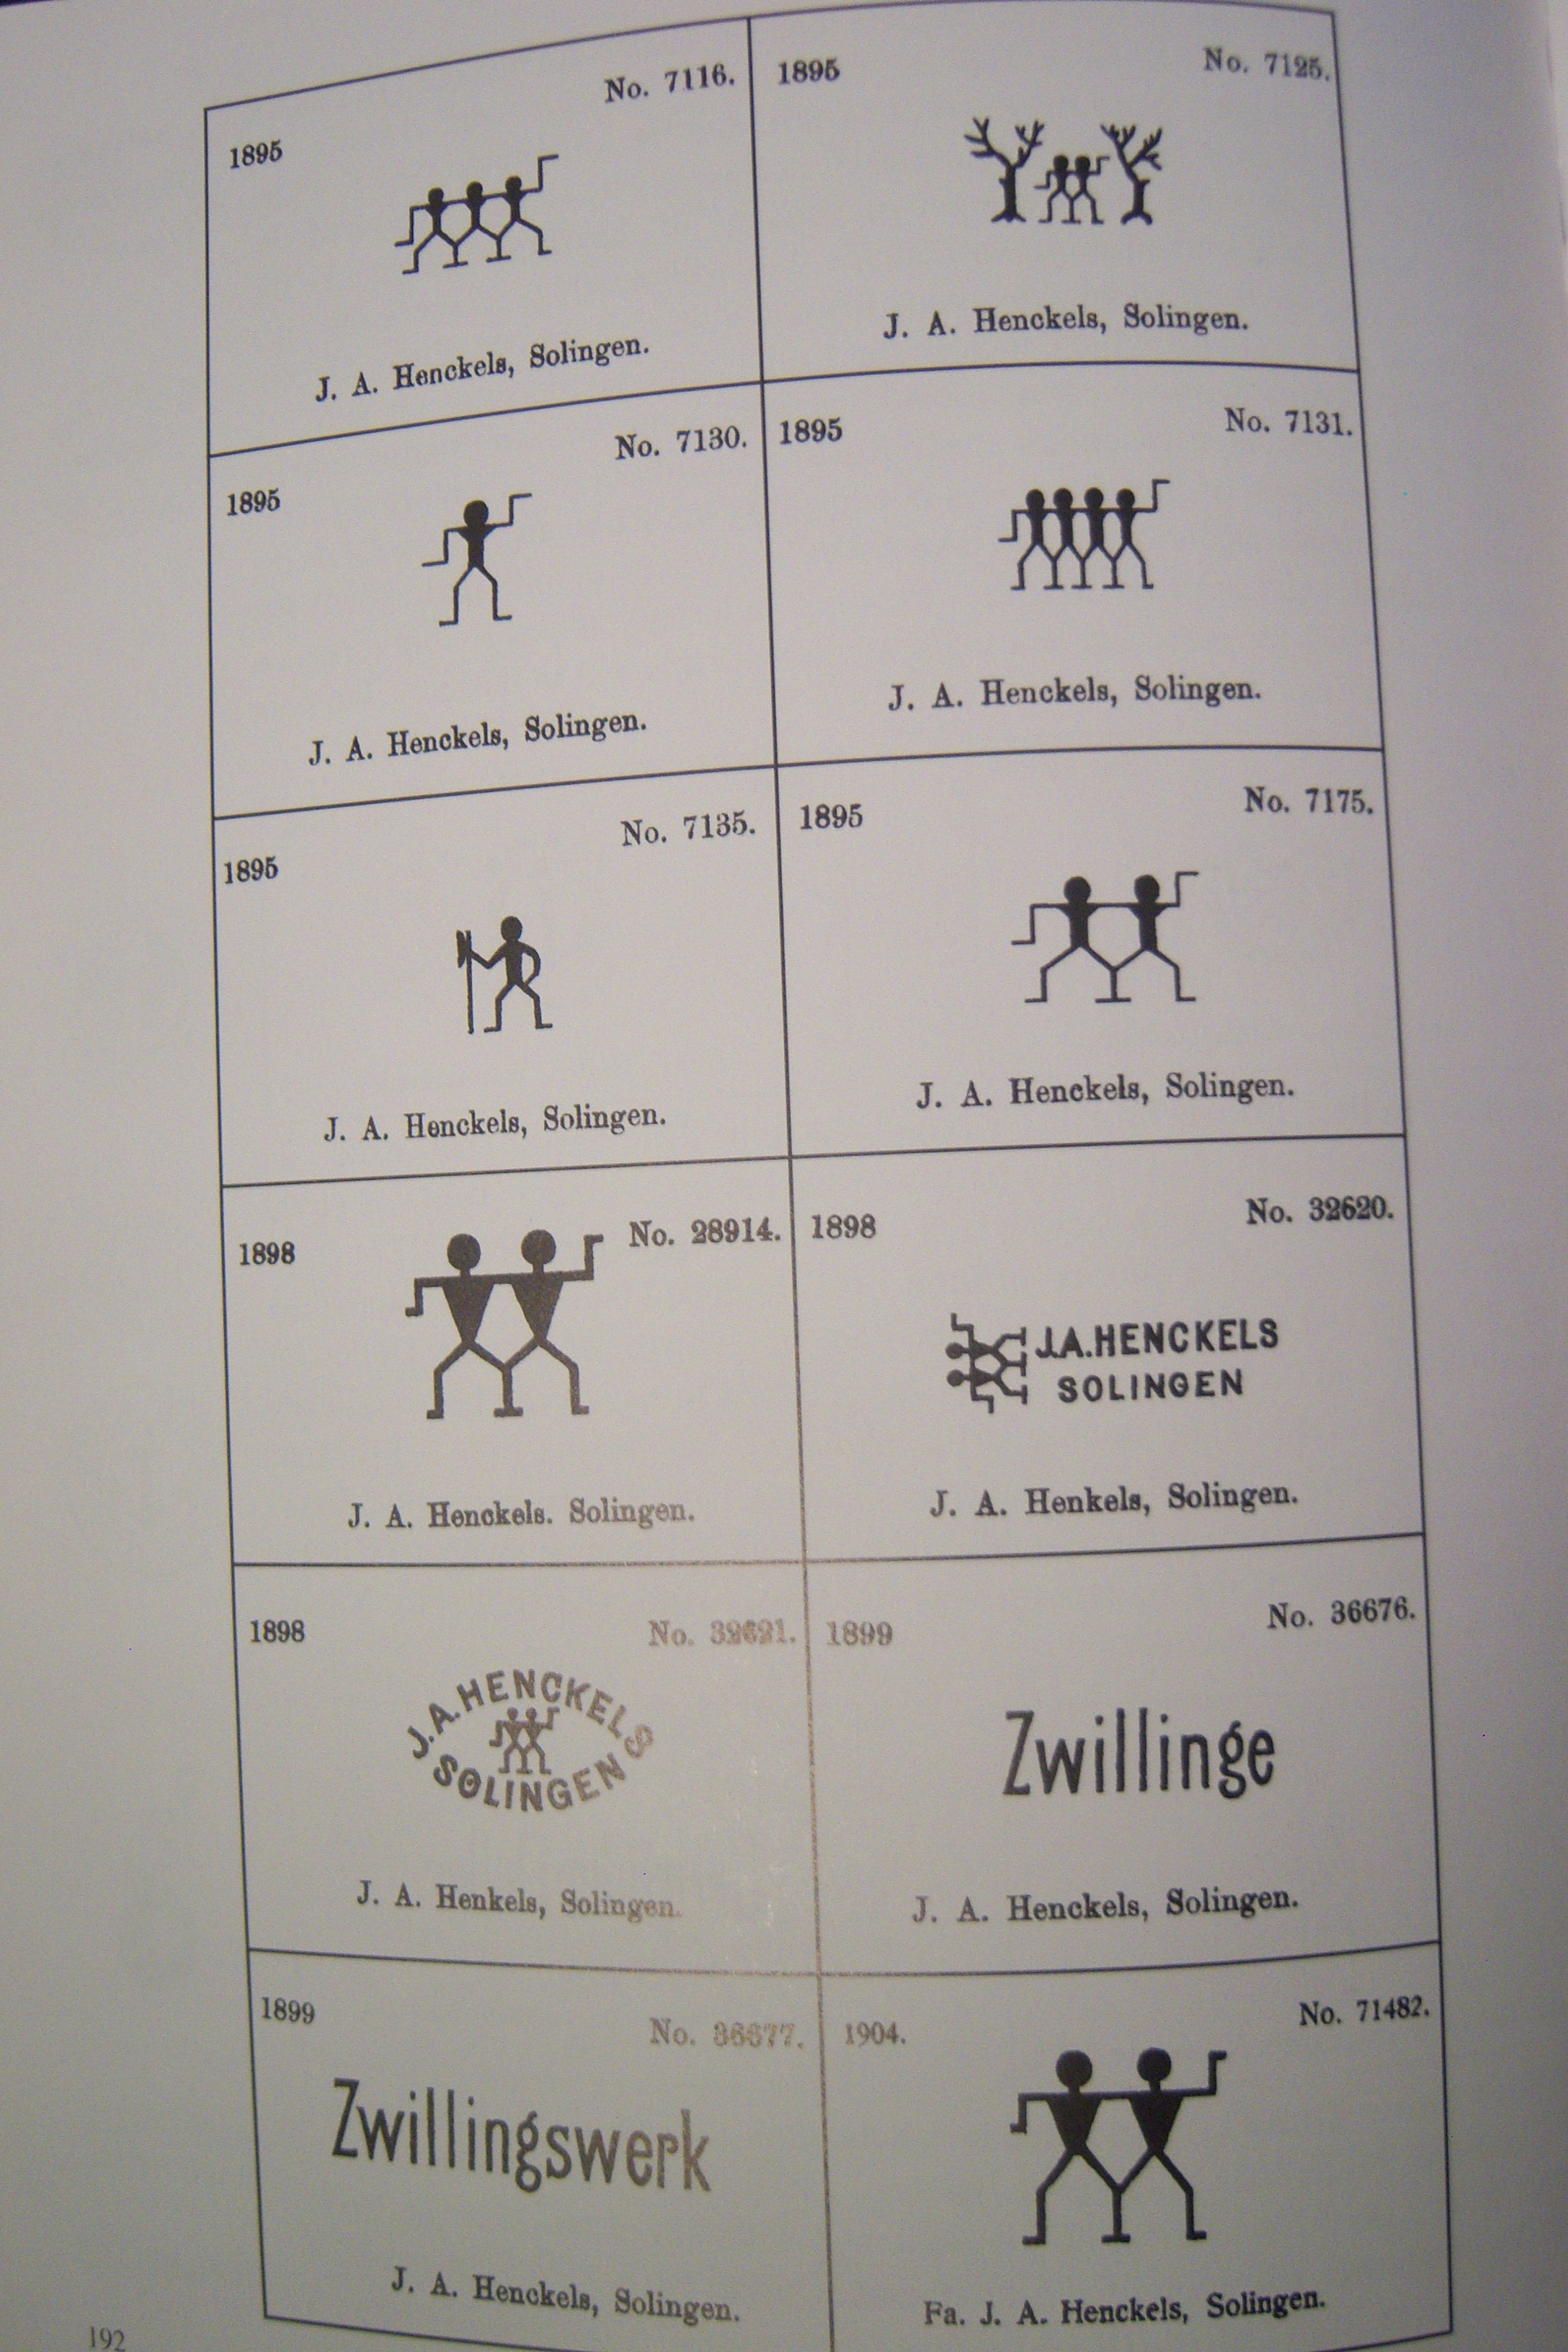 1895 No. 7116.
J. A. Henckels, Solingen.
1895 No. 7125.
J. A. Henckels, Solingen.
1895 No. 7130.
J. A. Henckels, Solingen.
1895 No. 7131.
J. A. Henckels, Solingen.
1895 No. 7135.
J. A. Henckels, Solingen.
1895 No. 7175.
J. A. Henckels, Solingen.
1898 No. 28914.
J. A. Henckels. Solingen.
1898 No. 32620.
J.A.HENCKELS
SOLINGEN
J. A. Henkels, Solingen.
1898 No. 32621.
J.A.HENCKELS
SOLINGEN
J. A. Henkels, Solingen.
1899 No. 36676.
Zwillinge
J. A. Henckels, Solingen.
1899 No. 36677.
Zwillingswerk
J. A. Henckels, Solingen.
1904. No. 71482.
Fa. J. A. Henckels, Solingen.
192